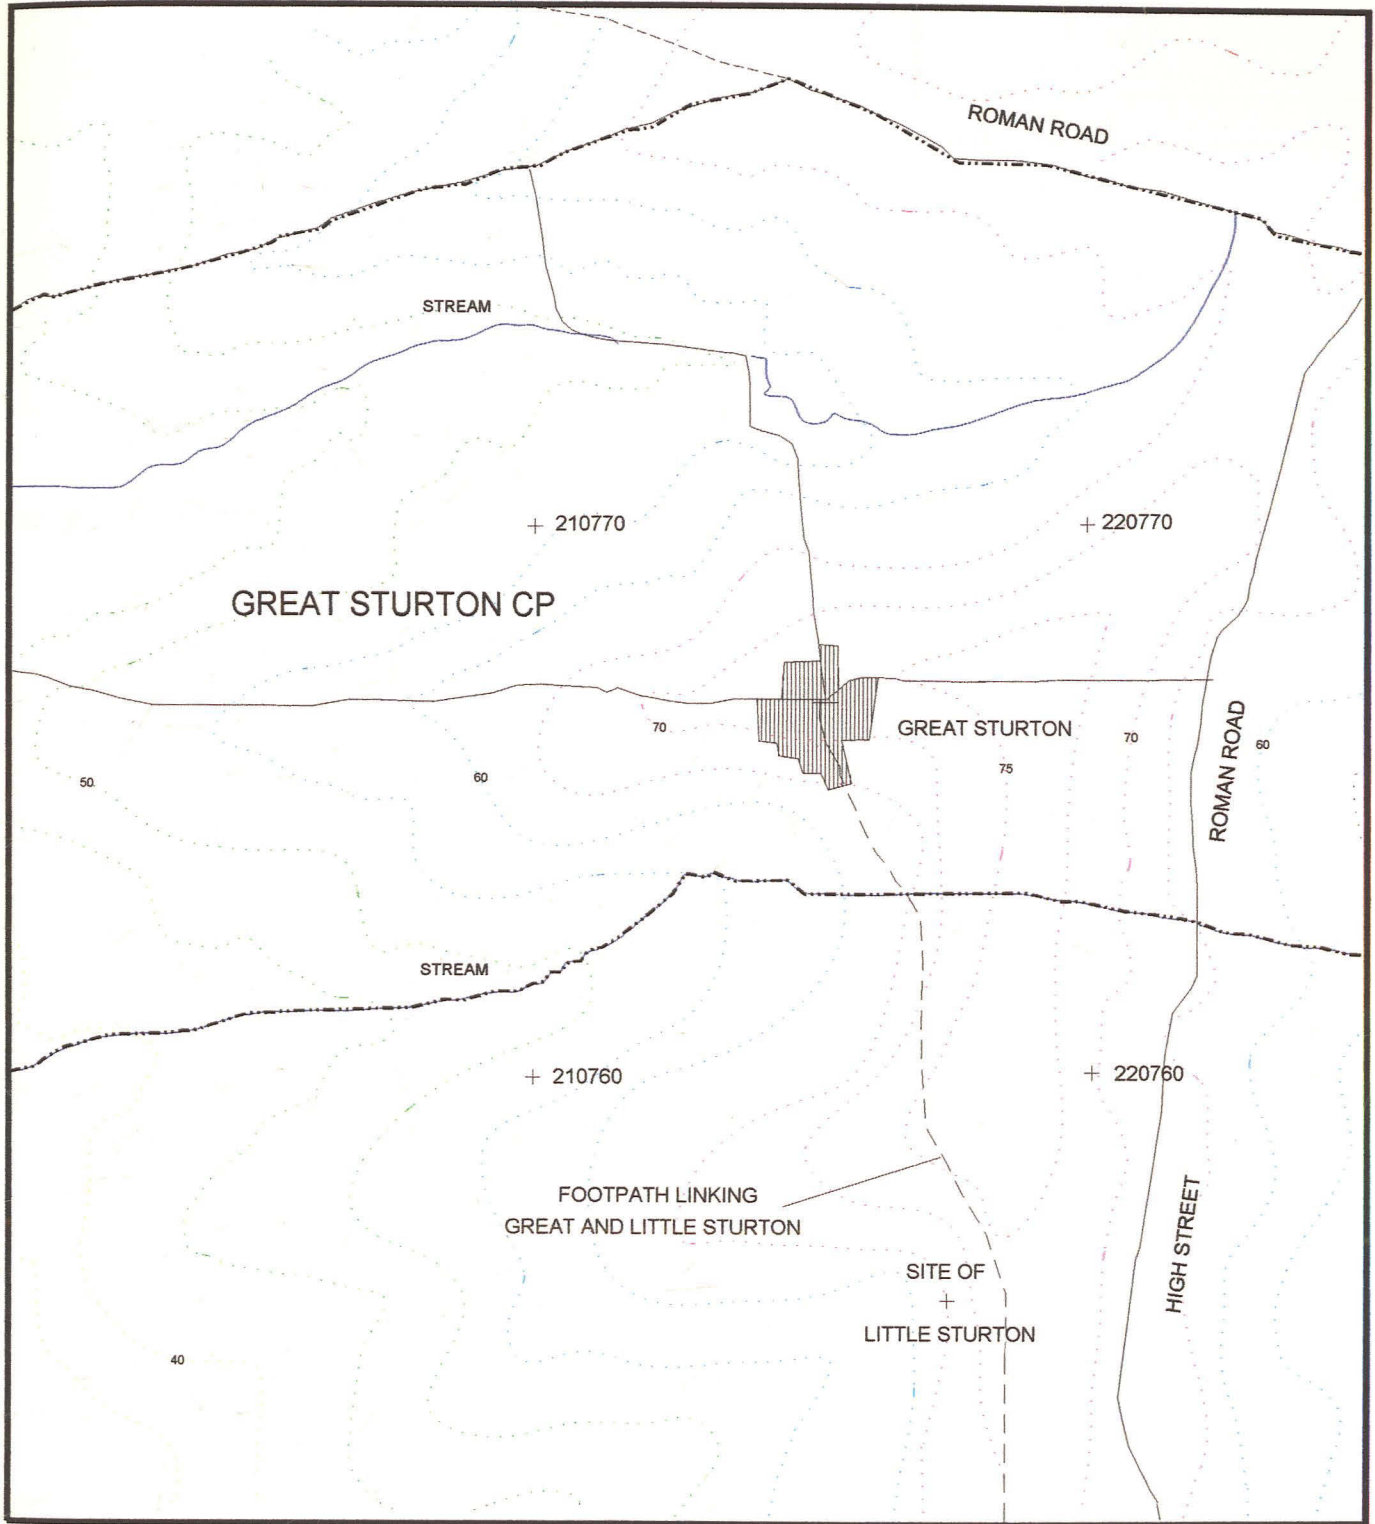 ROMAN ROAD
STREAM
+ 210770
+ 220770
GREAT STURTON CP
GREAT STURTON
70
70
60
75
60
50
ROMAN ROAD
STREAM
+ 210760
+ 220760
FOOTPATH LINKING
GREAT AND LITTLE STURTON
HIGH STREET
SITE OF
+
LITTLE STURTON
40